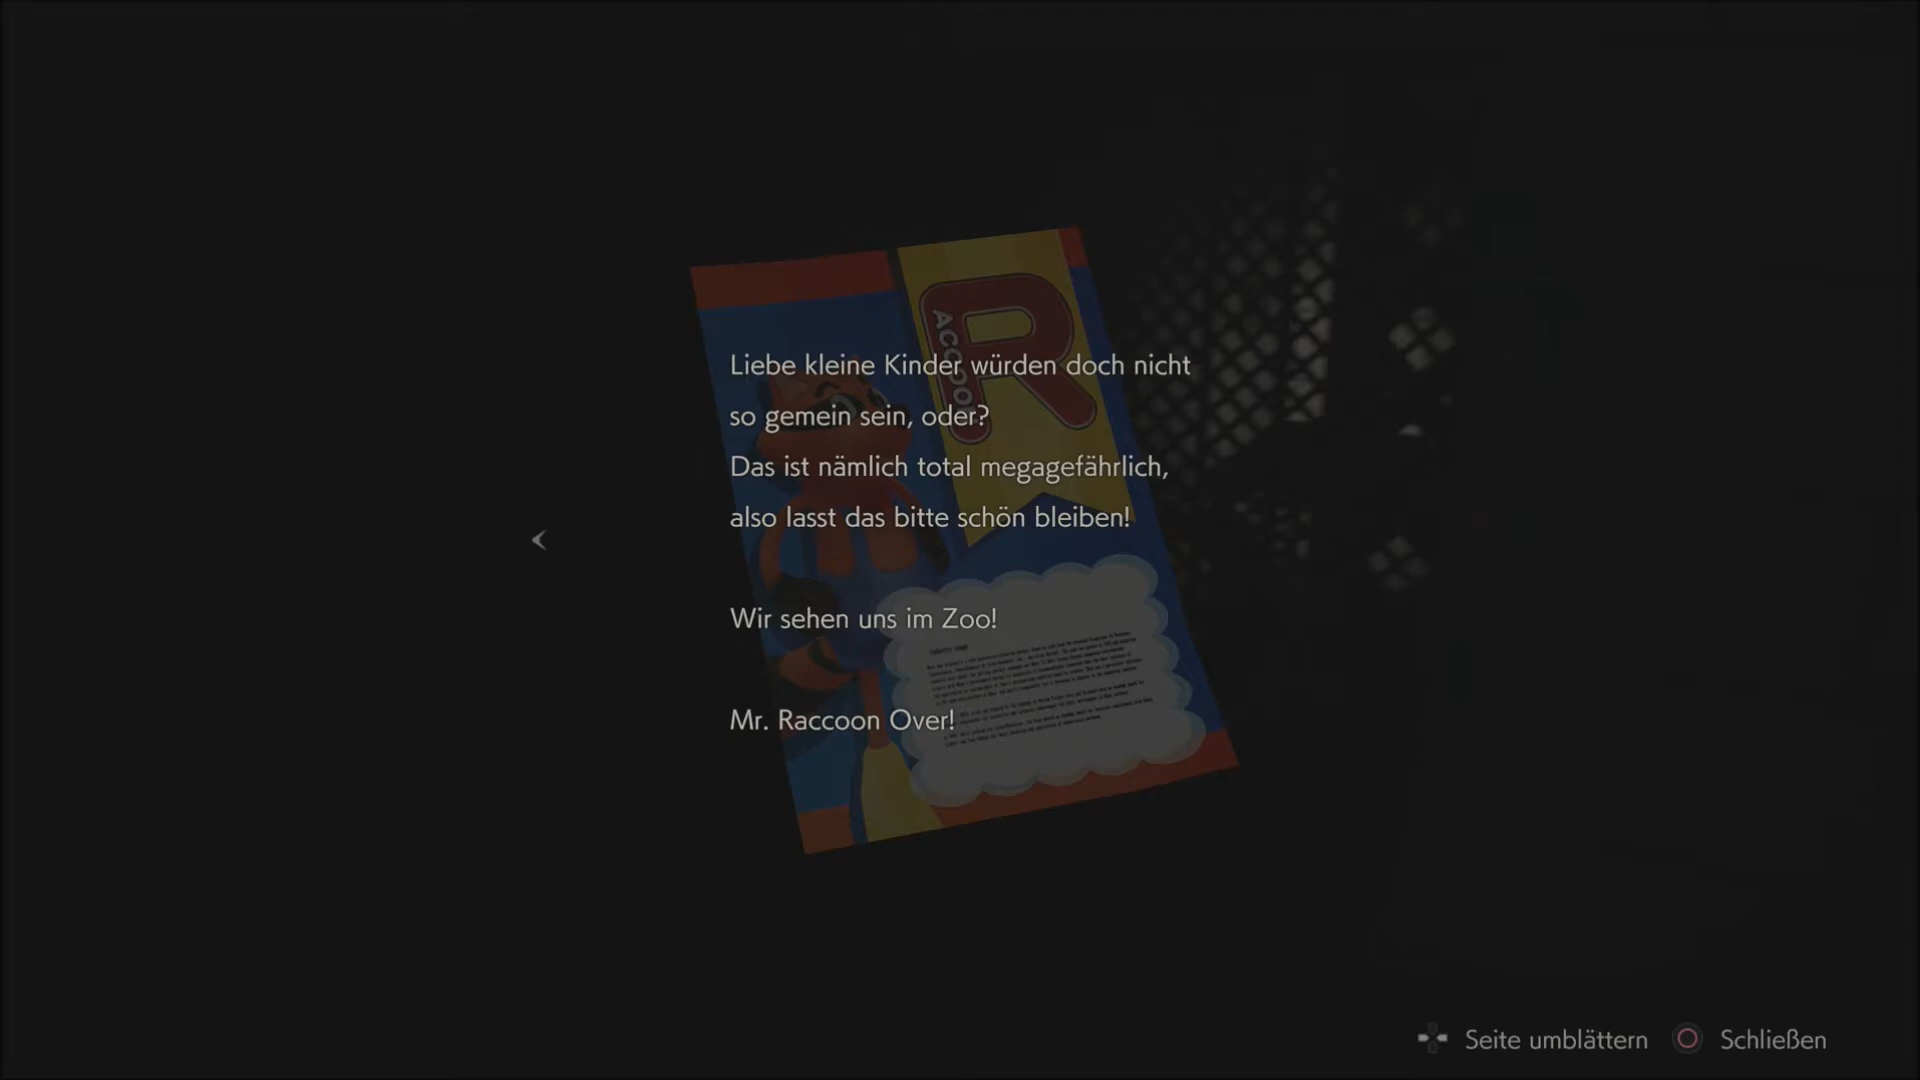 R
ACCOON
Liebe kleine Kinder würden doch nicht
so gemein sein, oder?
Das ist nämlich total megagefährlich,
also lasst das bitte schön bleiben!
Wir sehen uns im Zoo!
Mr. Raccoon Over!
Seite umblättern
Schließen